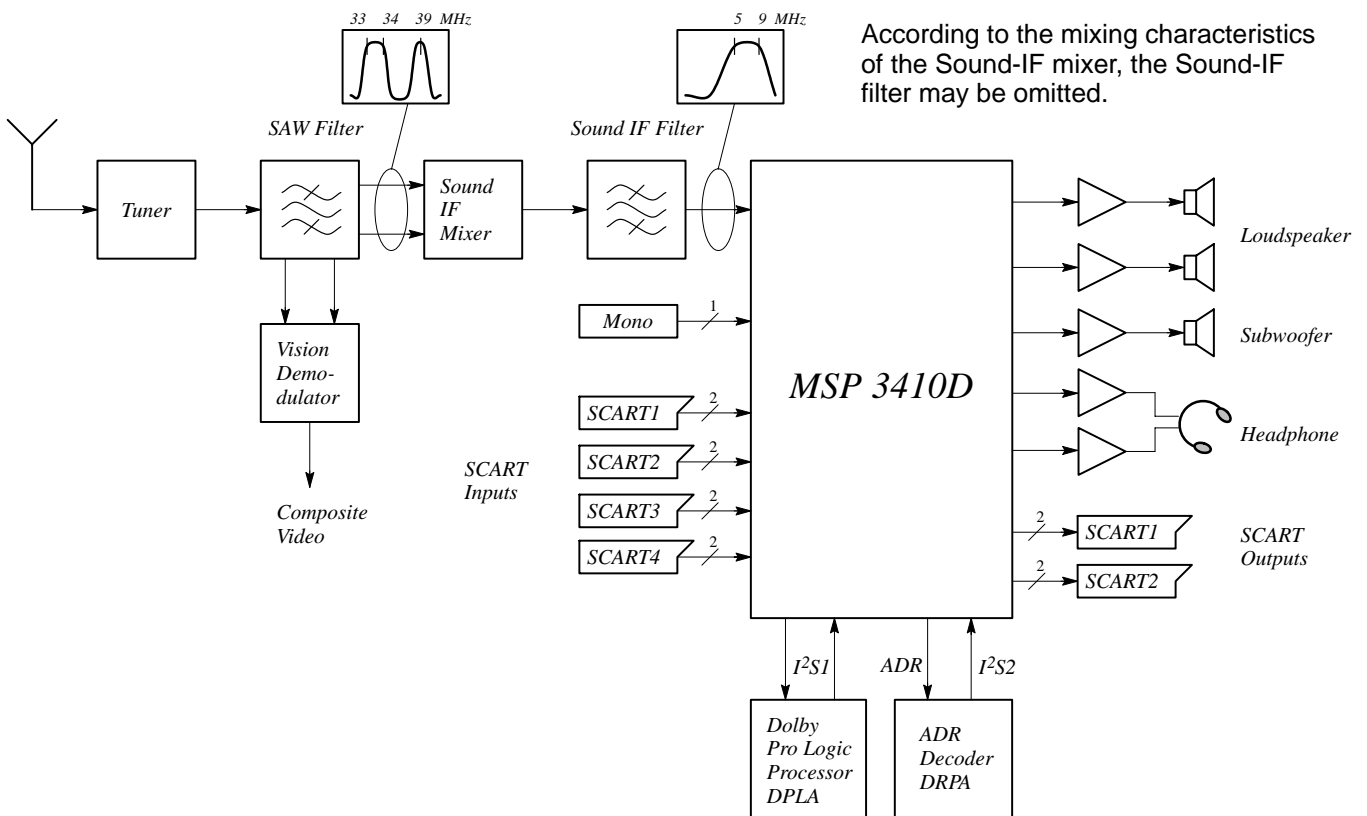 33 34 39 MHz
5 9 MHz
According to the mixing characteristics
of the Sound-IF mixer, the Sound-IF
filter may be omitted.
SAW Filter
Sound IF Filter
Tuner
Sound
IF
Mixer
Loudspeaker
Mono
1
Subwoofer
Vision
Demo-
dulator
MSP 3410D
SCART1
2
SCART2
2
SCART3
2
SCART4
2
SCART
Inputs
Headphone
Composite
Video
2
SCART1
2
SCART2
SCART
Outputs
I²S1
ADR
I²S2
Dolby
Pro Logic
Processor
DPLA
ADR
Decoder
DRPA